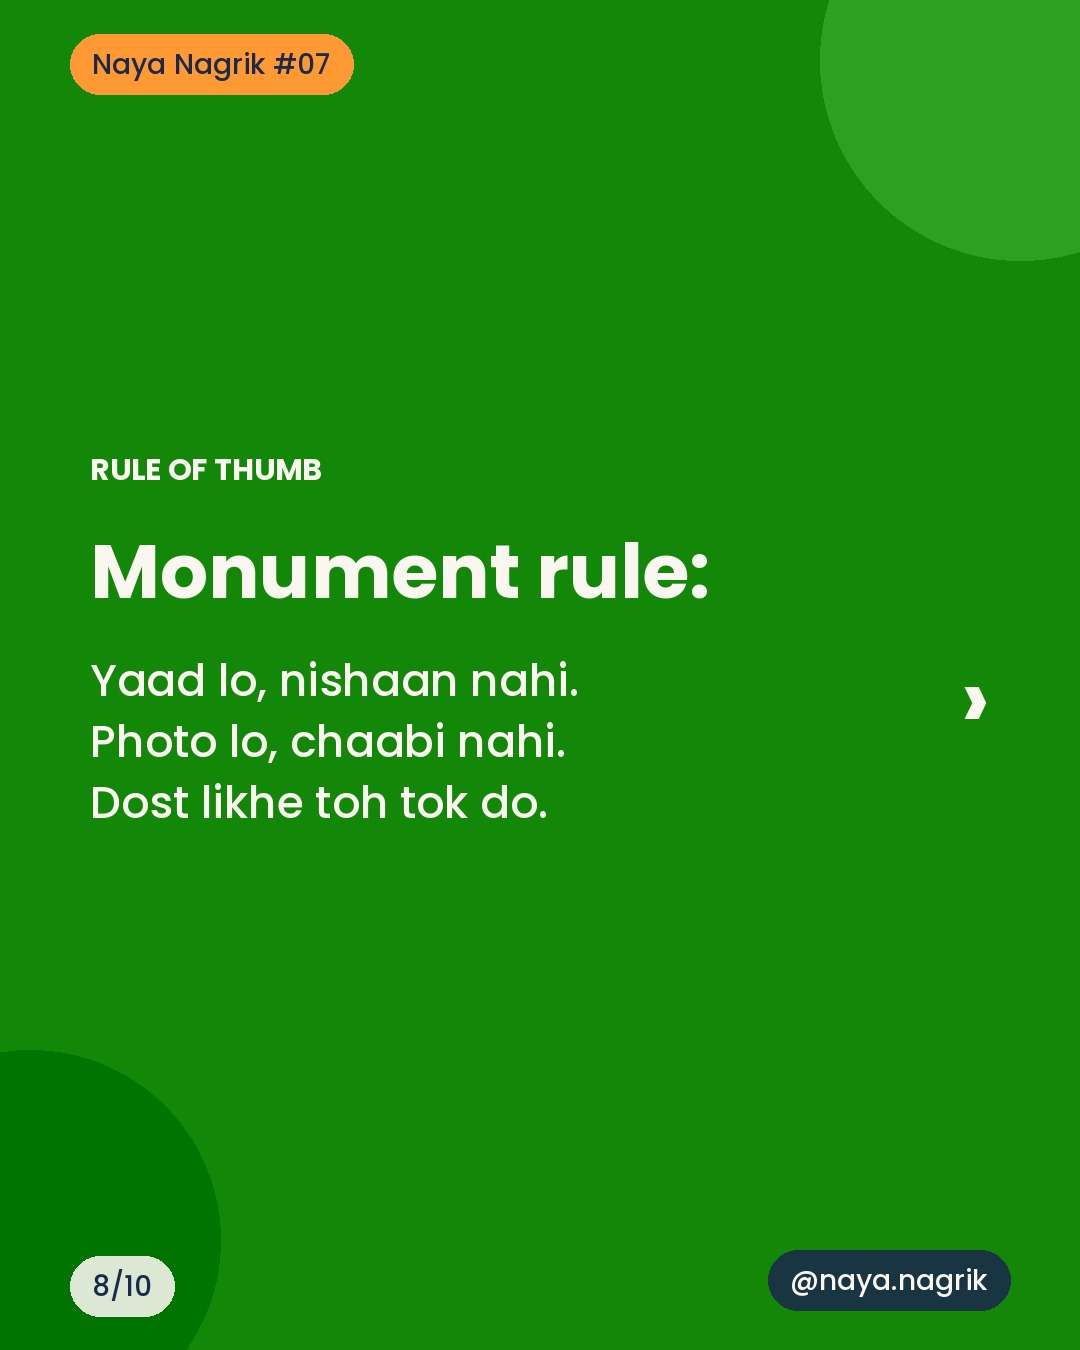 Naya Nagrik #07
RULE OF THUMB
Monument rule:
Yaad lo, nishaan nahi.
Photo lo, chaabi nahi.
Dost likhe toh tok do.
❯
8/10
@naya.nagrik